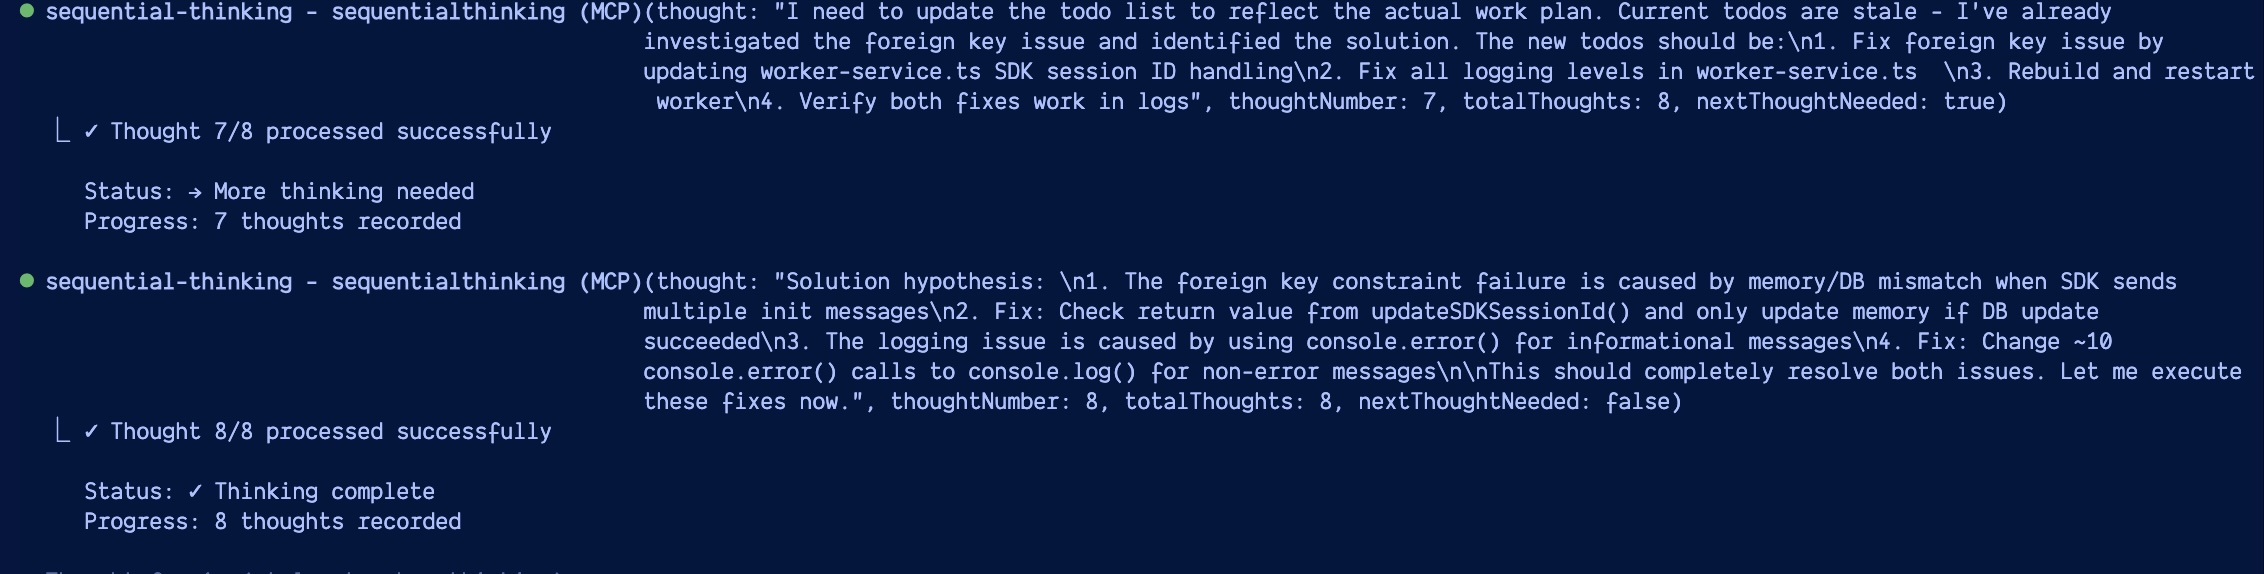 ● sequential-thinking - sequentialthinking (MCP)(thought: "I need to update the todo list to reflect the actual work plan. Current todos are stale - I've already
investigated the foreign key issue and identified the solution. The new todos should be:\n1. Fix foreign key issue by
updating worker-service.ts SDK session ID handling\n2. Fix all logging levels in worker-service.ts  \n3. Rebuild and restart
worker\n4. Verify both fixes work in logs", thoughtNumber: 7, totalThoughts: 8, nextThoughtNeeded: true)
⎿ ✓ Thought 7/8 processed successfully
Status: → More thinking needed
Progress: 7 thoughts recorded
● sequential-thinking - sequentialthinking (MCP)(thought: "Solution hypothesis: \n1. The foreign key constraint failure is caused by memory/DB mismatch when SDK sends
multiple init messages\n2. Fix: Check return value from updateSDKSessionId() and only update memory if DB update
succeeded\n3. The logging issue is caused by using console.error() for informational messages\n4. Fix: Change ~10
console.error() calls to console.log() for non-error messages\n\nThis should completely resolve both issues. Let me execute
these fixes now.", thoughtNumber: 8, totalThoughts: 8, nextThoughtNeeded: false)
⎿ ✓ Thought 8/8 processed successfully
Status: ✓ Thinking complete
Progress: 8 thoughts recorded